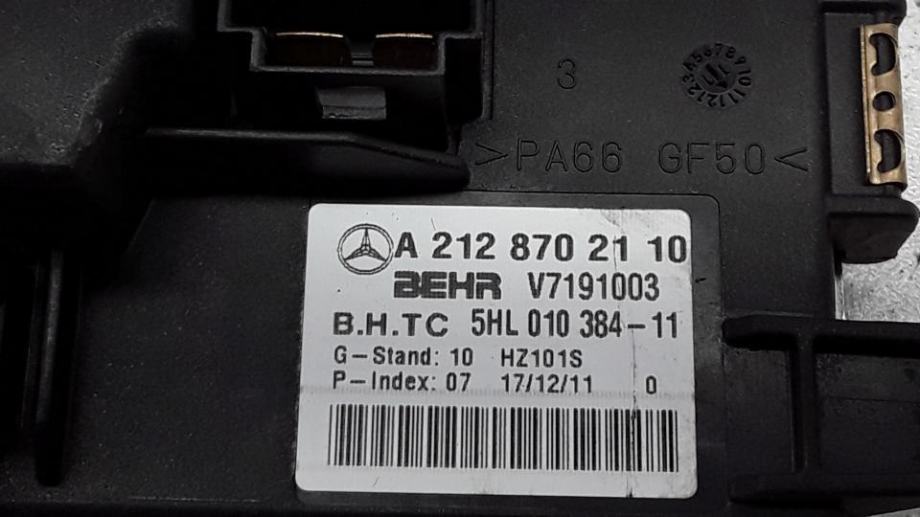 3
>PA66 GF50<
A 212 870 21 10
BEHR V7191003
B.H.TC 5HL 010 384-11
G-Stand: 10 HZ101S
P-Index: 07 17/12/11 0